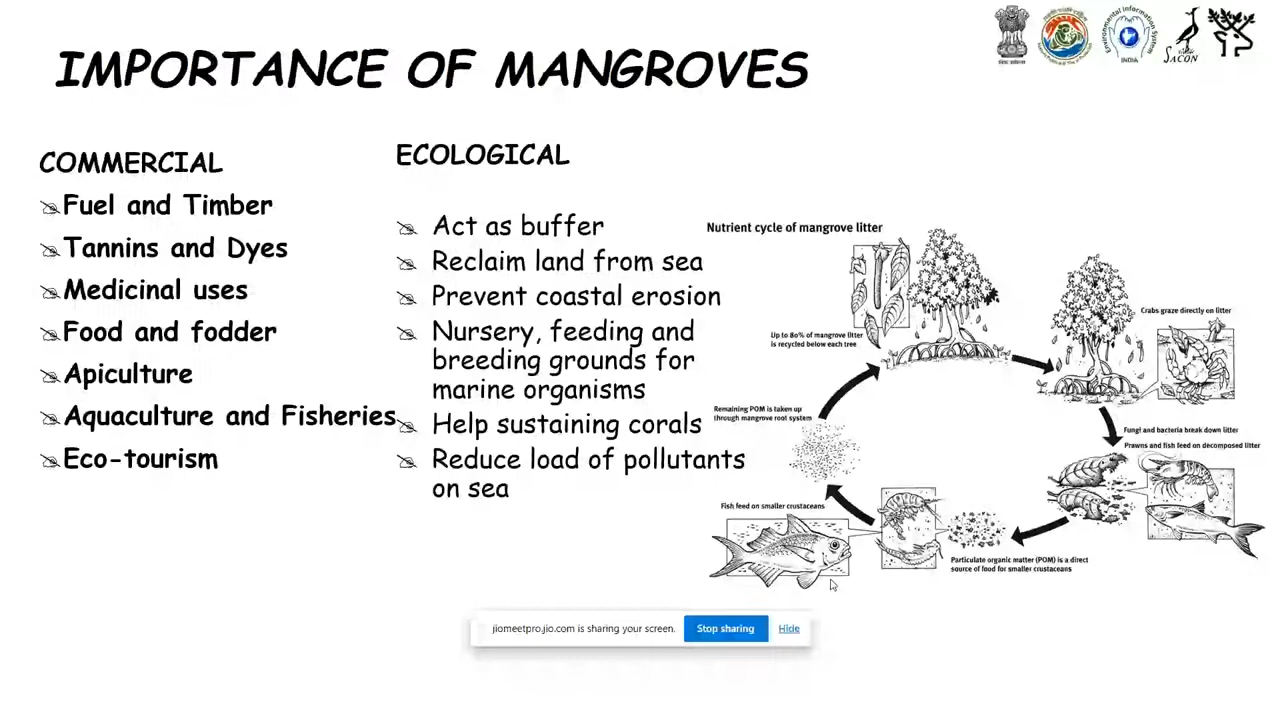 IMPORTANCE OF MANGROVES
Environmental Information System
INDIA
SACON
COMMERCIAL
Fuel and Timber
Tannins and Dyes
Medicinal uses
Food and fodder
Apiculture
Aquaculture and Fisheries
Eco-tourism
ECOLOGICAL
Act as buffer
Reclaim land from sea
Prevent coastal erosion
Nursery, feeding and
breeding grounds for
marine organisms
Help sustaining corals
Reduce load of pollutants
on sea
Nutrient cycle of mangrove litter
Up to 80% of mangrove litter
is recycled below each tree
Crabs graze directly on litter
Fungi and bacteria break down litter
Prawns and fish feed on decomposed litter
Particulate organic matter (POM) is a direct
source of food for smaller crustaceans
Fish feed on smaller crustaceans
Remaining POM is taken up
through mangrove root system
jiomeetpro.jio.com is sharing your screen.
Stop sharing
Hide